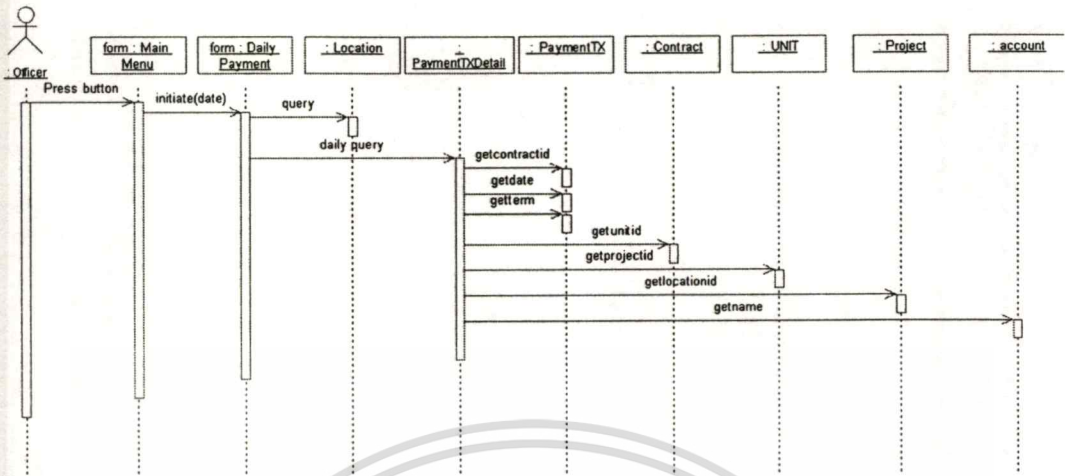 : Officer
form : Main
Menu
form : Daily
Payment
: Location
:
PaymentTXDetail
: PaymentTX
: Contract
: UNIT
: Project
: account
Press button
initiate(date)
query
daily query
getcontractid
getdate
getterm
getunitid
getprojectid
getlocationid
getname